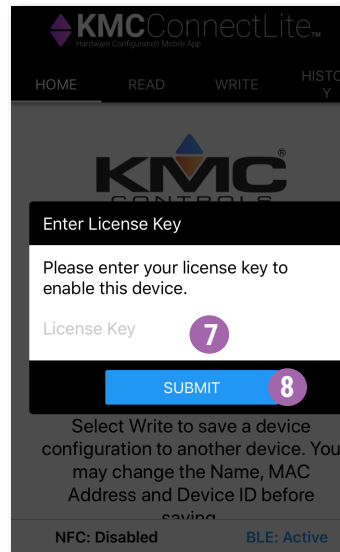 KMCConnectLite™
Hardware Configuration Mobile App
HOME READ WRITE HISTO
Y
KMC®
CONTROLS
Enter License Key
Please enter your license key to
enable this device.
License Key 7
SUBMIT 8
Select Write to save a device
configuration to another device. You
may change the Name, MAC
Address and Device ID before
saving
NFC: Disabled BLE: Active